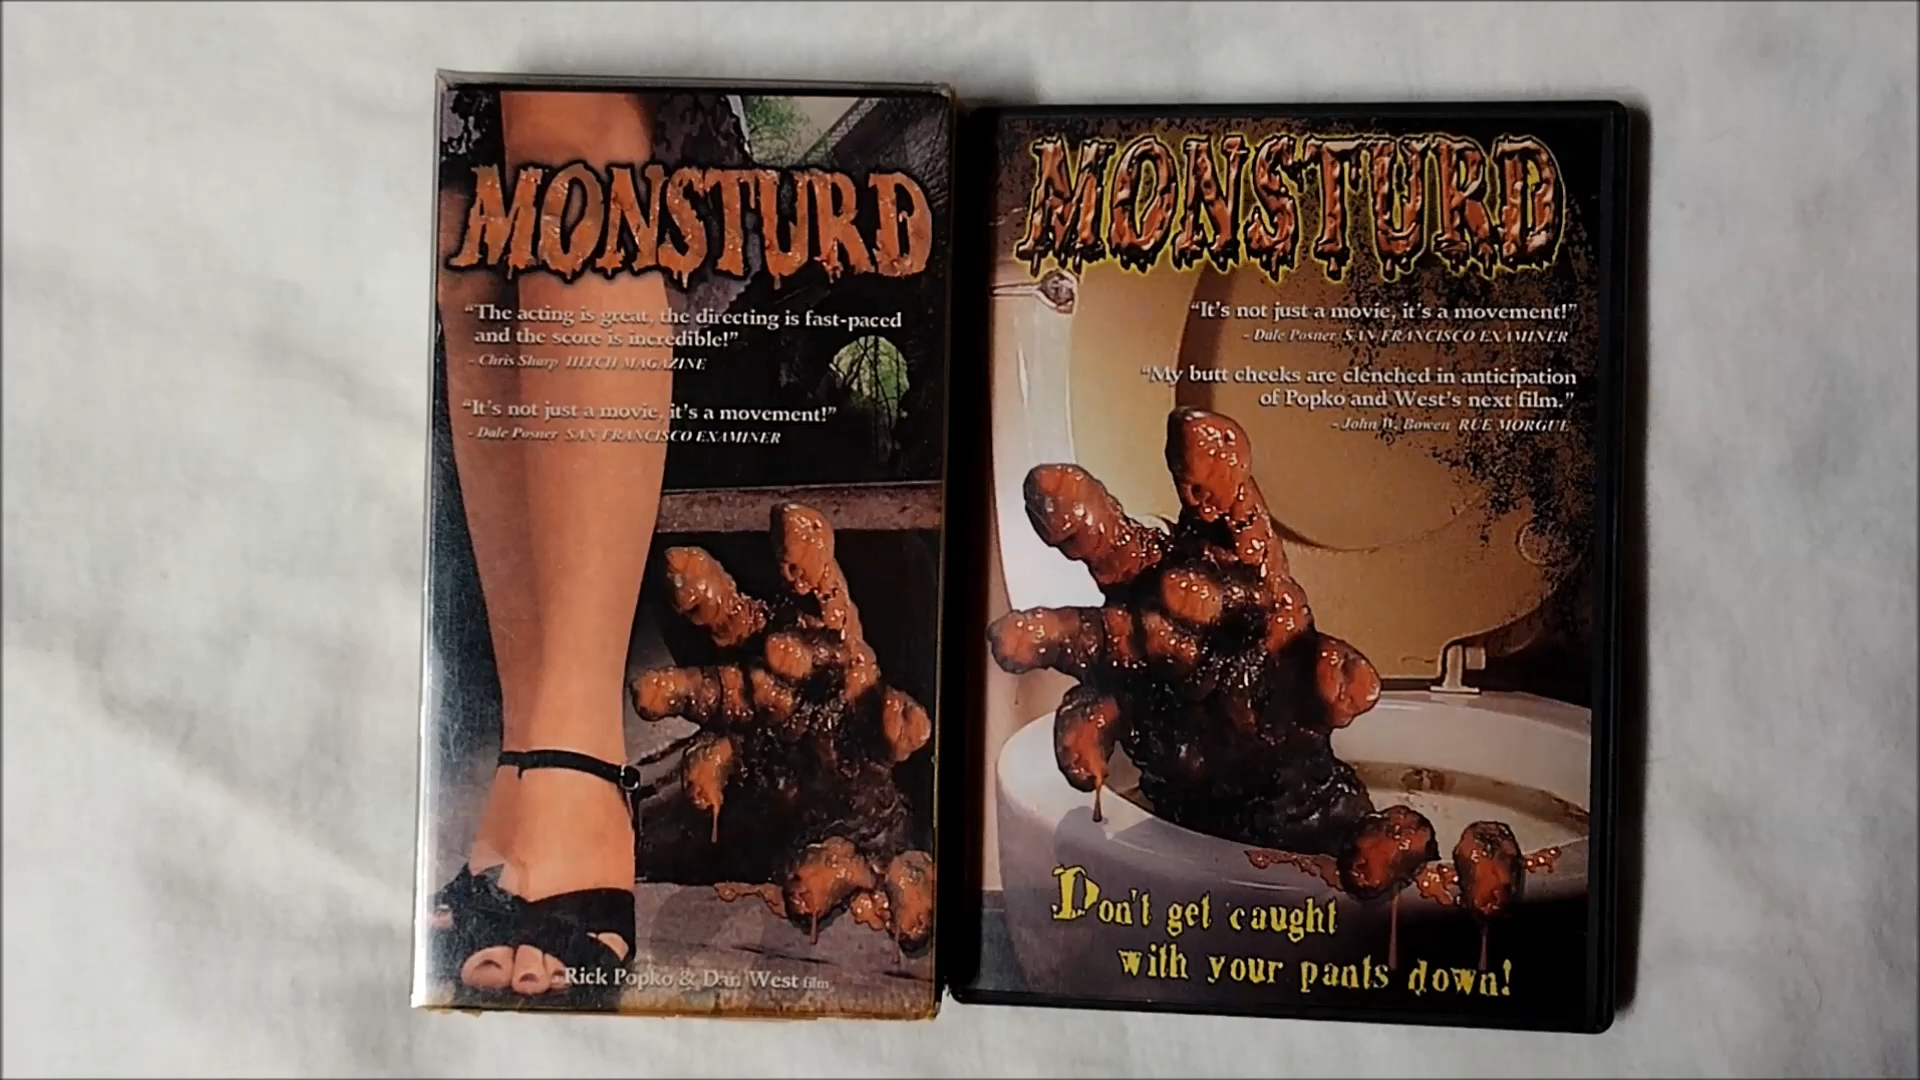 MONSTURD
"The acting is great, the directing is fast-paced
and the score is incredible!"
- Chris Sharp HITCH MAGAZINE
"It's not just a movie, it's a movement!"
- Dale Posner SAN FRANCISCO EXAMINER
Rick Popko & Dan West film
MONSTURD
"It's not just a movie, it's a movement!"
- Dale Posner SAN FRANCISCO EXAMINER
"My butt cheeks are clenched in anticipation
of Popko and West's next film."
- John W. Bowen RUE MORGUE
Don't get caught
with your pants down!